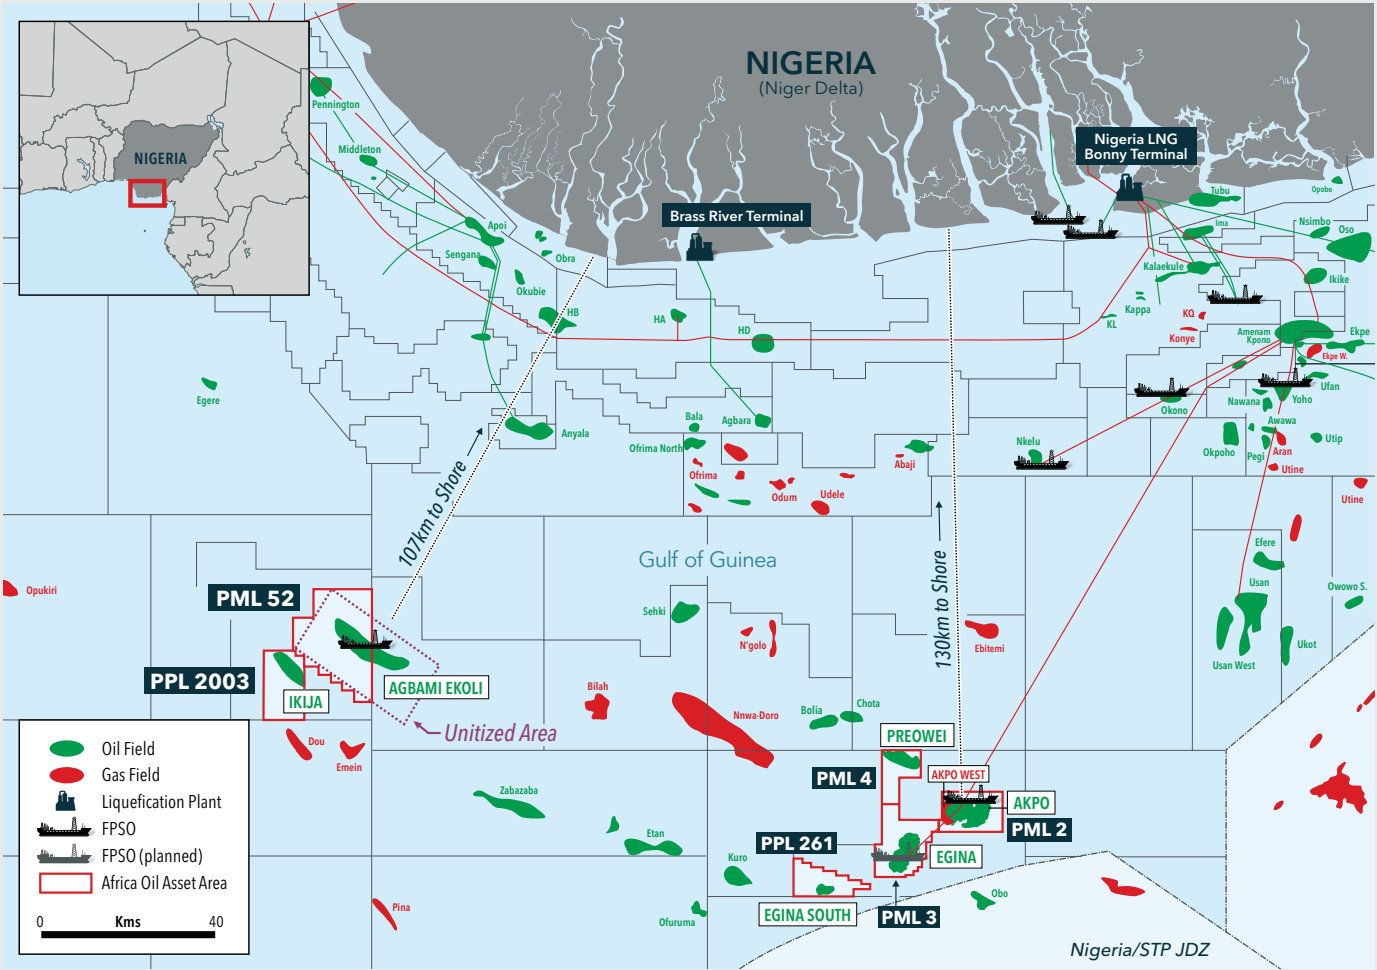 NIGERIA
(Niger Delta)
NIGERIA
Nigeria LNG
Bonny Terminal
Brass River Terminal
Pennington
Middleton
Apoi
Sengana
Obra
Okubie
HB
HA
HD
Egere
Anyala
Bala
Agbara
Ofrima North
Ofrima
Odum
Udele
Abaji
Nkelu
Tubu
Opobo
Ima
Nsimbo
Oso
Kalaekule
Ikike
Kappa
KL
KQ
Konye
Amenam
Kpono
Ekpe
Ekpe W.
Ufan
Okono
Nawana
Yoho
Awawa
Okpoho
Pegi
Utip
Aran
Utine
Utine
107km to Shore
130km to Shore
Gulf of Guinea
Efere
Usan
Owowo S.
Usan West
Ukot
Opukiri
PML 52
PPL 2003
IKIJA
AGBAMI EKOLI
Unitized Area
Sehki
N'golo
Ebitemi
Bilah
Nnwa-Doro
Bolia
Chota
Dou
Emein
PREOWEI
PML 4
AKPO WEST
AKPO
PML 2
Zabazaba
Etan
PPL 261
EGINA
Kuro
EGINA SOUTH
PML 3
Obo
Pina
Ofuruma
Nigeria/STP JDZ
Oil Field
Gas Field
Liquefication Plant
FPSO
FPSO (planned)
Africa Oil Asset Area
0 Kms 40